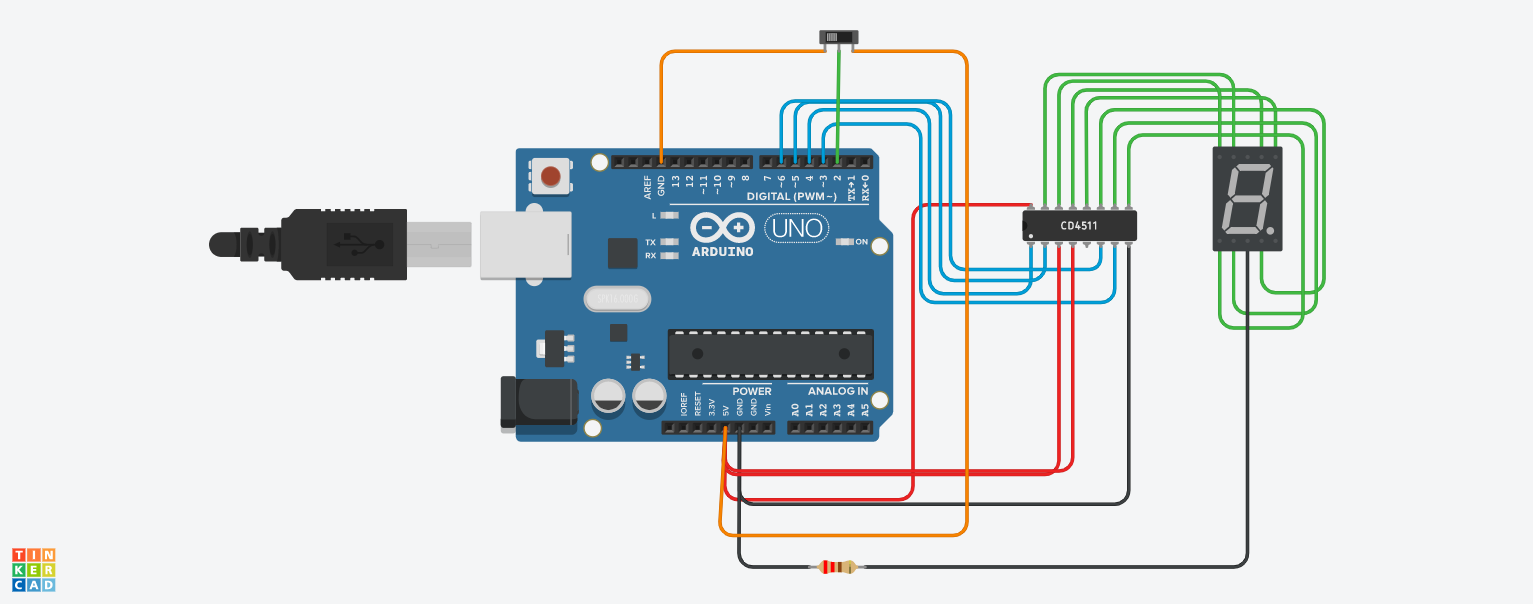 AREF
GND
13
12
~11
~10
~9
8
7
~6
~5
4
~3
2
TX→1
RX←0
DIGITAL (PWM~)
L
TX
RX
UNO
ON
ARDUINO
CD4511
POWER
ANALOG IN
IOREF
RESET
3.3V
5V
GND
GND
Vin
A0
A1
A2
A3
A4
A5
TIN
KER
CAD